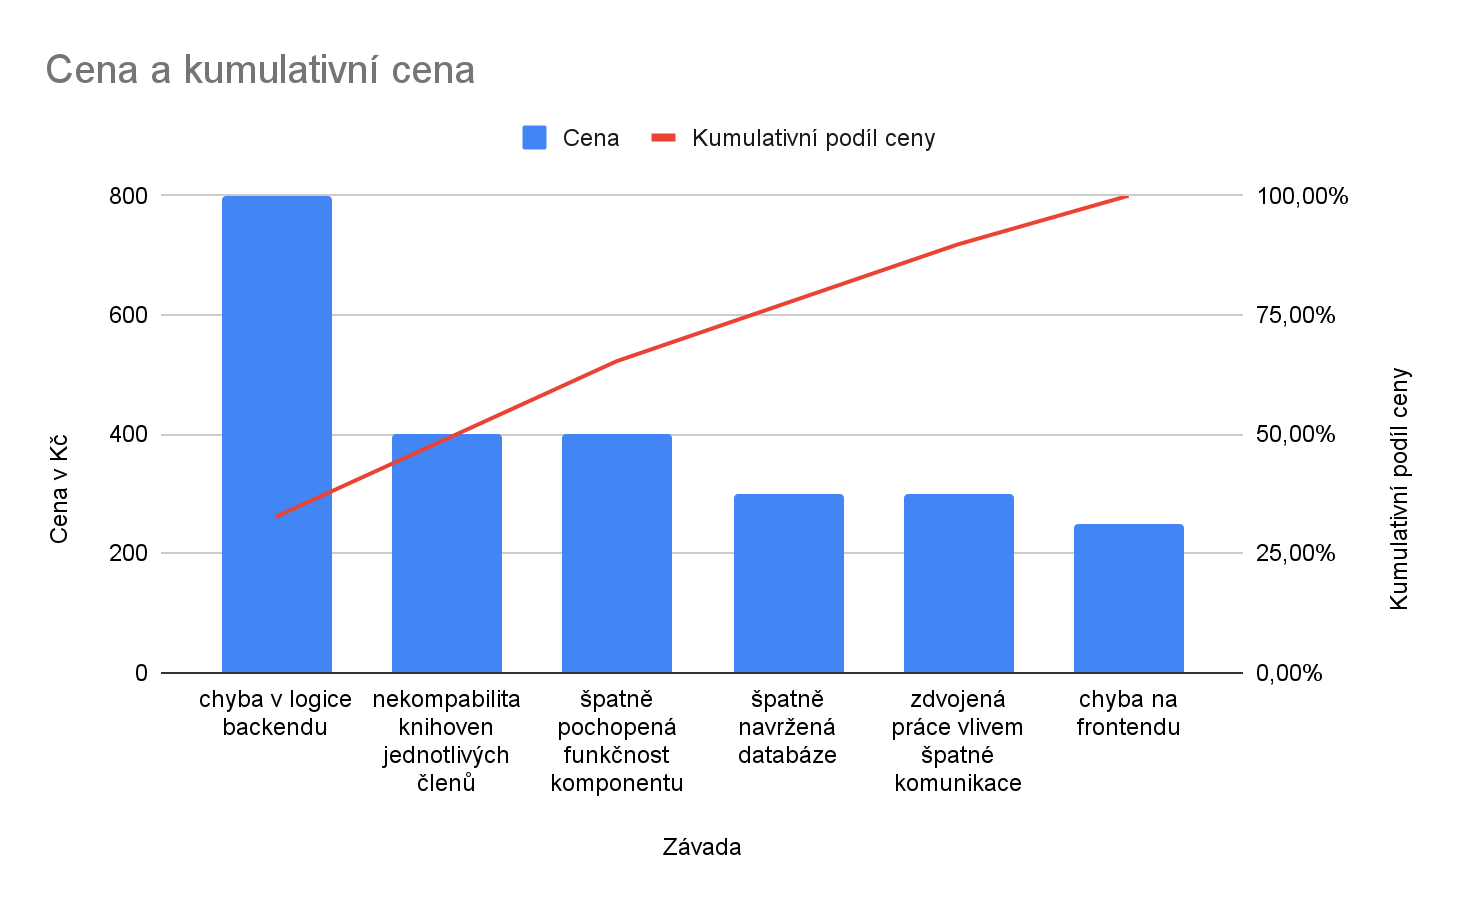 Cena a kumulativní cena
Cena
Kumulativní podíl ceny
800
600
400
200
0
100,00%
75,00%
50,00%
25,00%
0,00%
Cena v Kč
Kumulativní podíl ceny
chyba v logice
backendu
nekompabilita
knihoven
jednotlivých
členů
špatně
pochopená
funkčnost
komponentu
špatně
navržená
databáze
zdvojená
práce vlivem
špatné
komunikace
chyba na
frontendu
Závada